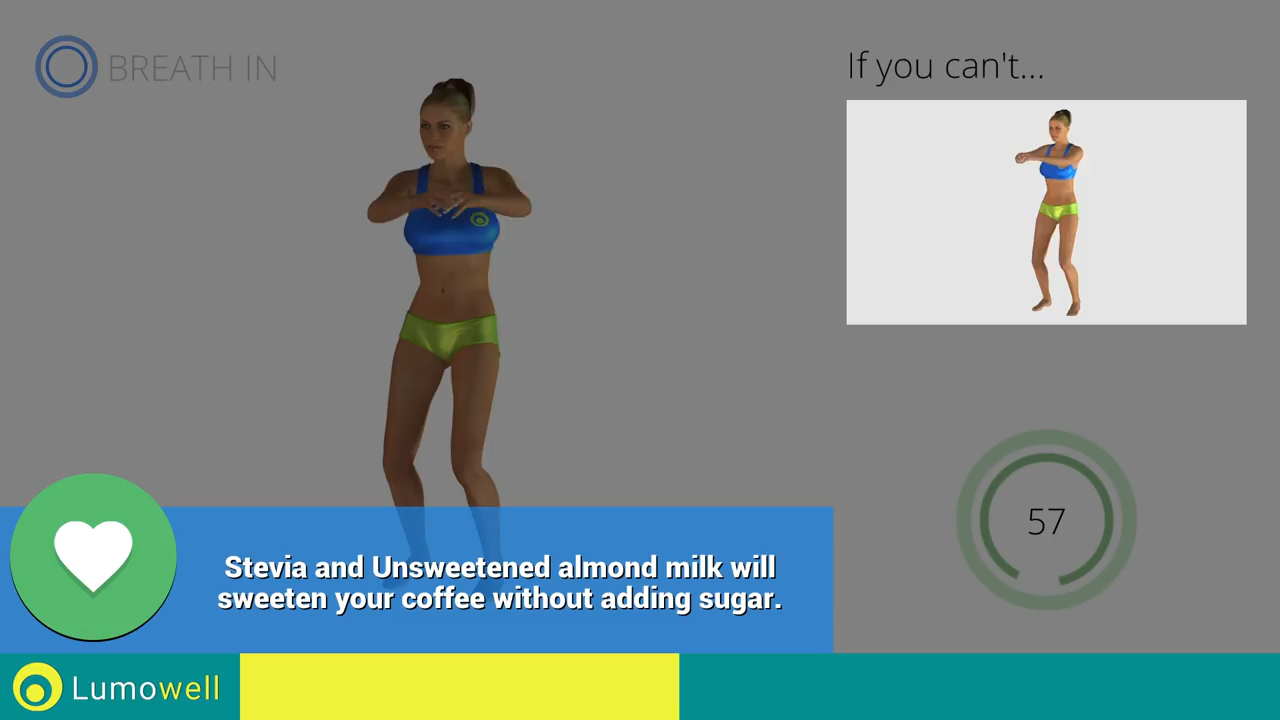 BREATH IN
If you can't...
57
Stevia and Unsweetened almond milk will
sweeten your coffee without adding sugar.
Lumowell